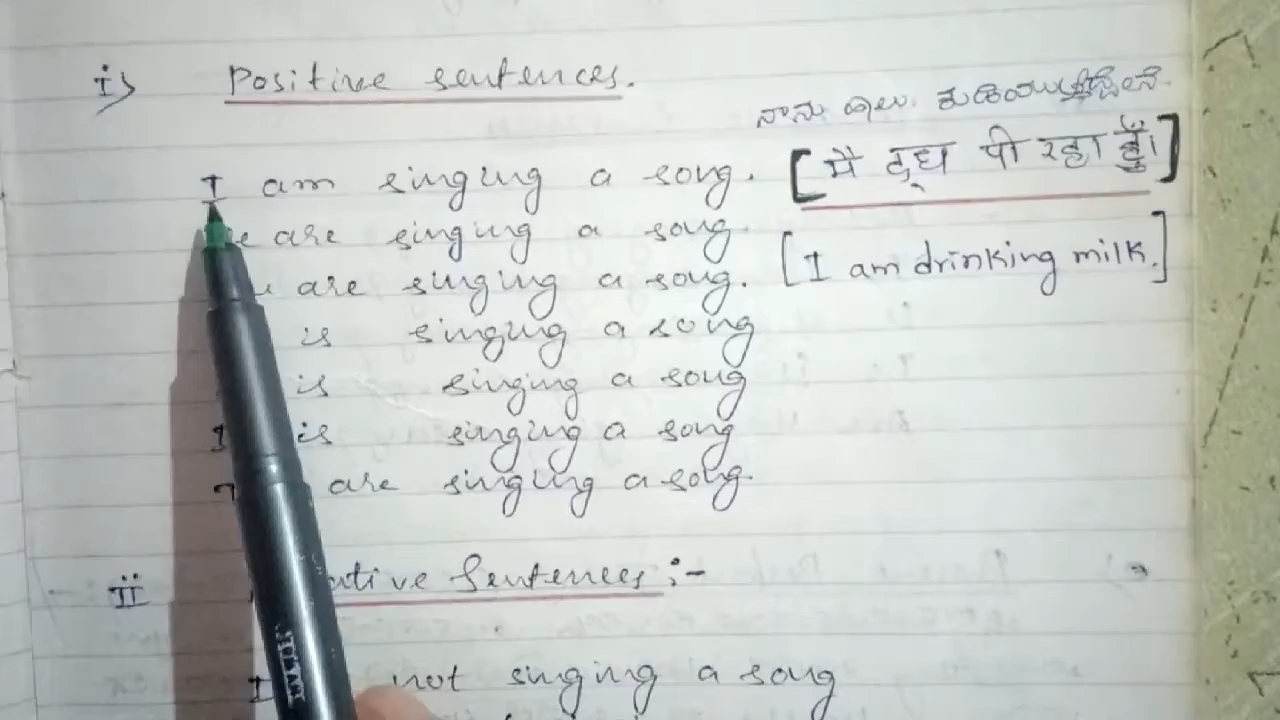 i) Positive sentences.
ನಾನು ಹಾಲು ಕುಡಿಯುತ್ತಿದ್ದೇನೆ.
I am singing a song. [मै दूध पी रहा हूँ।]
are singing a song.
[I am drinking milk.]
are singing a song.
is singing a song
is singing a song
is singing a song
are singing a song.
ii Sentences :-
I not singing a song